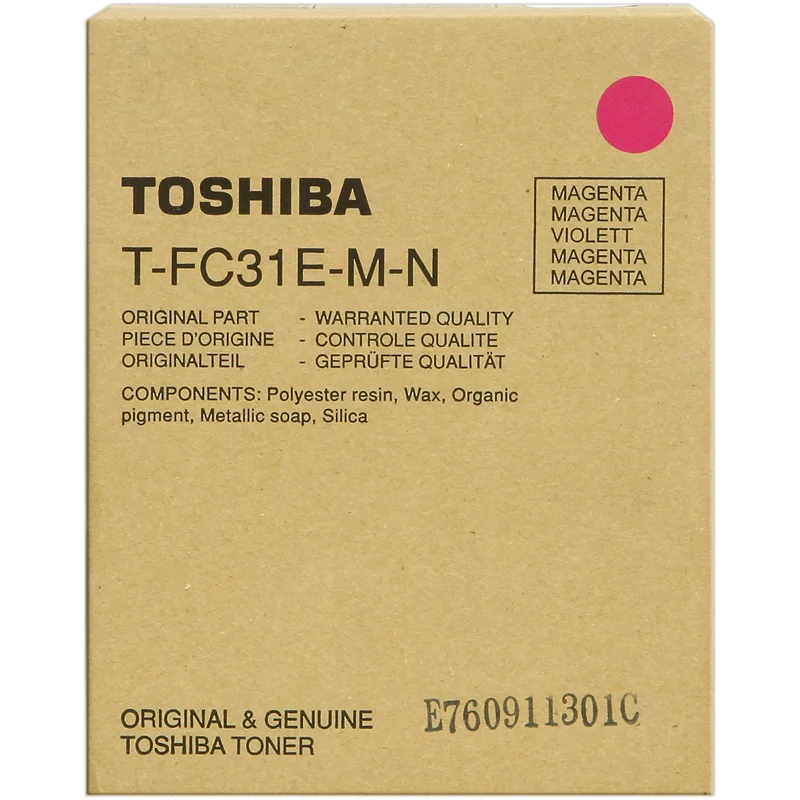 TOSHIBA
T-FC31E-M-N
MAGENTA
MAGENTA
VIOLETT
MAGENTA
MAGENTA
ORIGINAL PART - WARRANTED QUALITY
PIECE D'ORIGINE - CONTROLE QUALITE
ORIGINALTEIL - GEPRÜFTE QUALITÄT
COMPONENTS: Polyester resin, Wax, Organic
pigment, Metallic soap, Silica
ORIGINAL & GENUINE
TOSHIBA TONER
E760911301C